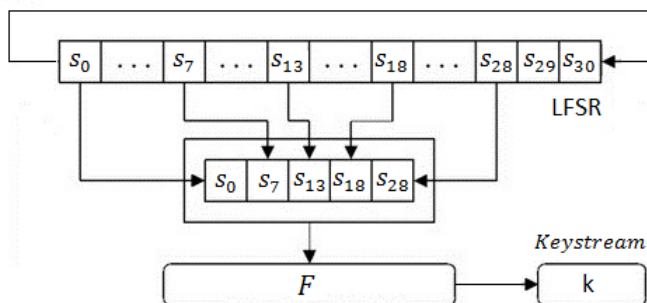 s₀ ... s₇ ... s₁₃ ... s₁₈ ... s₂₈ s₂₉ s₃₀
LFSR
s₀ s₇ s₁₃ s₁₈ s₂₈
Keystream
F k